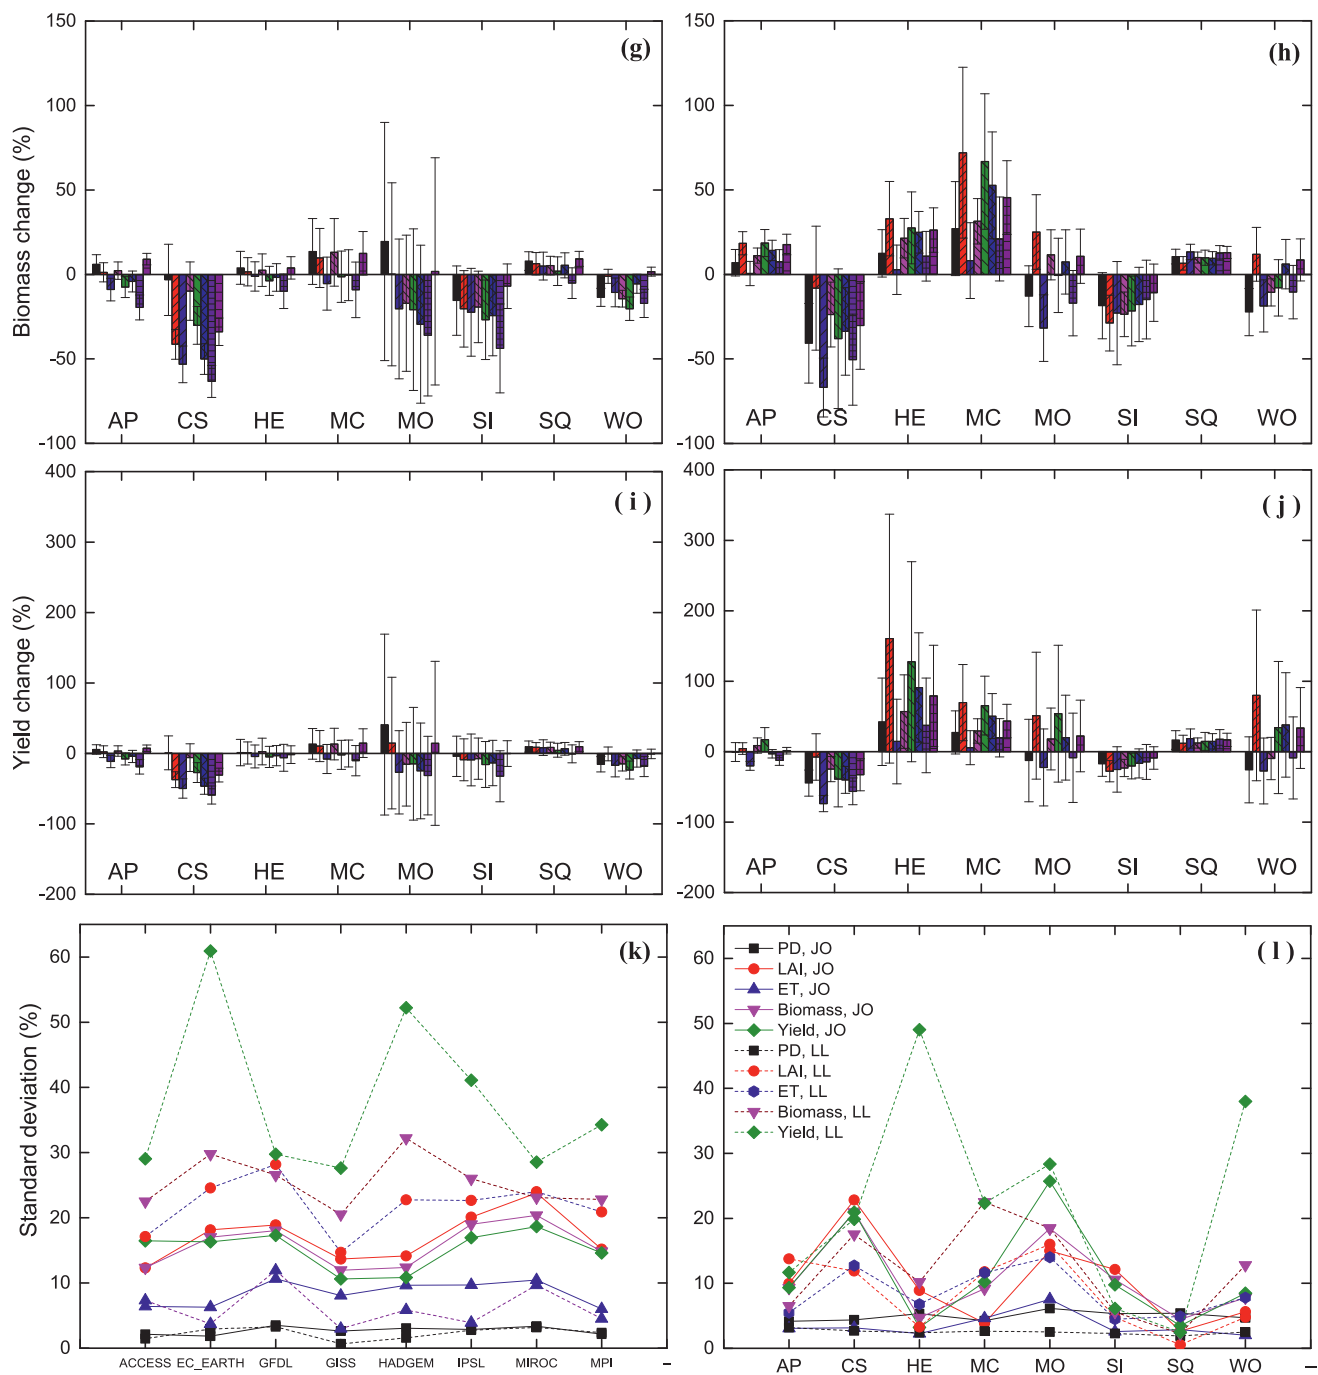 (g)
150
100
50
0
-50
-100
Biomass change (%)
AP CS HE MC MO SI SQ WO
(h)
150
100
50
0
-50
-100
AP CS HE MC MO SI SQ WO
( i )
400
300
200
100
0
-100
-200
Yield change (%)
AP CS HE MC MO SI SQ WO
( j )
400
300
200
100
0
-100
-200
AP CS HE MC MO SI SQ WO
(k)
60
50
40
30
20
10
0
Standard deviation (%)
ACCESS EC_EARTH GFDL GISS HADGEM IPSL MIROC MPI --
( l )
60
50
40
30
20
10
0
PD, JO
LAI, JO
ET, JO
Biomass, JO
Yield, JO
PD, LL
LAI, LL
ET, LL
Biomass, LL
Yield, LL
AP CS HE MC MO SI SQ WO --